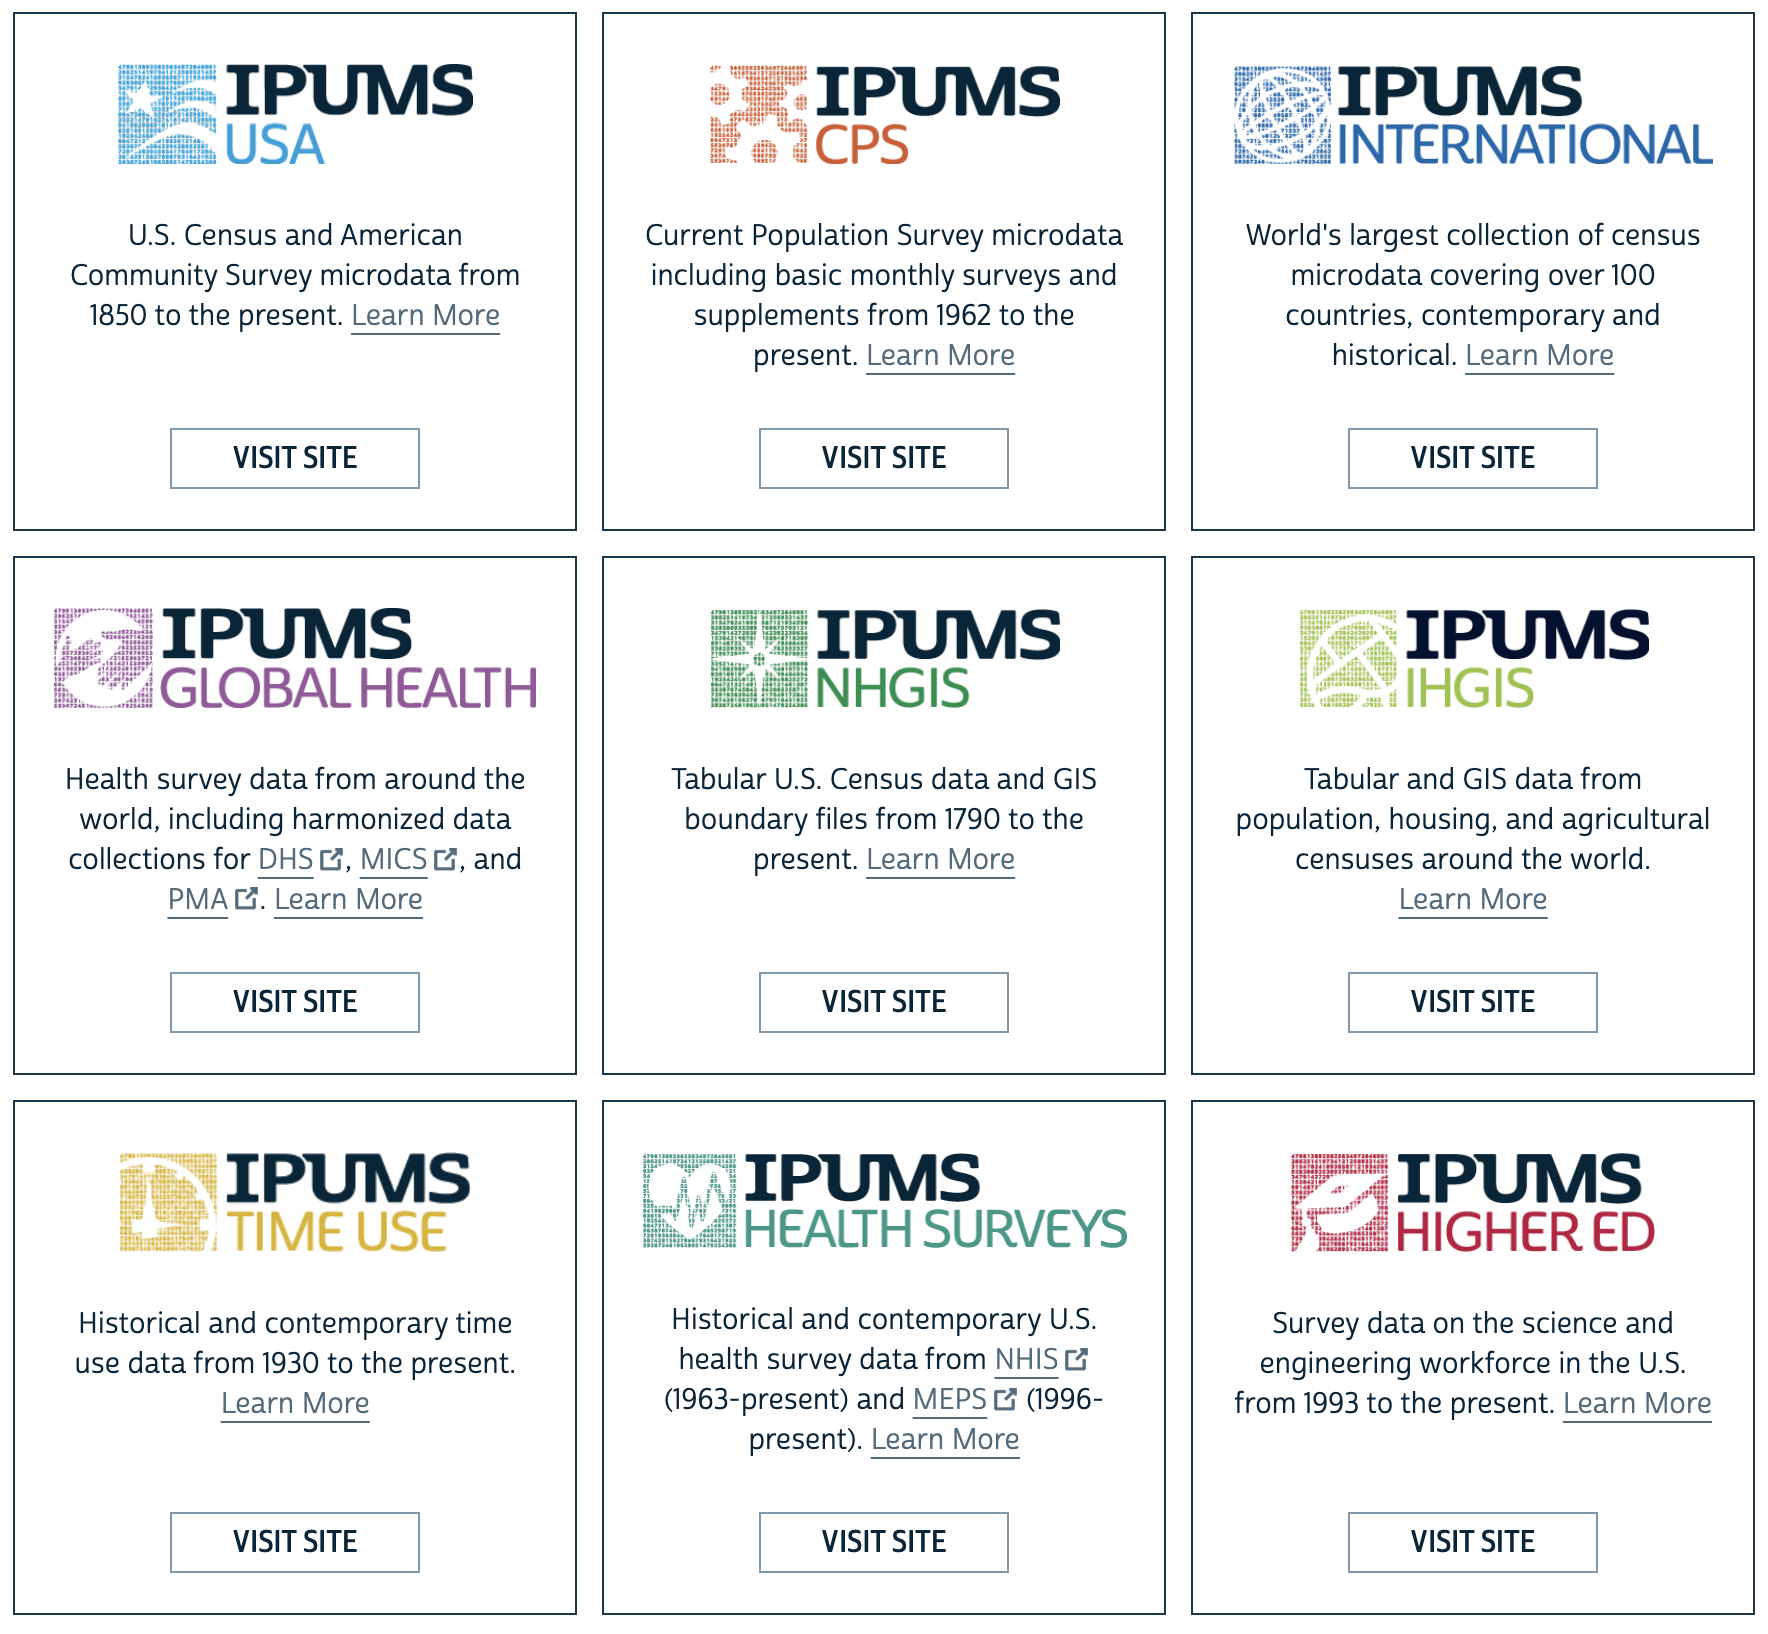 IPUMS
USA
U.S. Census and American
Community Survey microdata from
1850 to the present. Learn More
VISIT SITE
IPUMS
CPS
Current Population Survey microdata
including basic monthly surveys and
supplements from 1962 to the
present. Learn More
VISIT SITE
IPUMS
INTERNATIONAL
World's largest collection of census
microdata covering over 100
countries, contemporary and
historical. Learn More
VISIT SITE
IPUMS
GLOBAL HEALTH
Health survey data from around the
world, including harmonized data
collections for DHS, MICS, and
PMA. Learn More
VISIT SITE
IPUMS
NHGIS
Tabular U.S. Census data and GIS
boundary files from 1790 to the
present. Learn More
VISIT SITE
IPUMS
IHGIS
Tabular and GIS data from
population, housing, and agricultural
censuses around the world.
Learn More
VISIT SITE
IPUMS
TIME USE
Historical and contemporary time
use data from 1930 to the present.
Learn More
VISIT SITE
IPUMS
HEALTH SURVEYS
Historical and contemporary U.S.
health survey data from NHIS
(1963-present) and MEPS (1996-
present). Learn More
VISIT SITE
IPUMS
HIGHER ED
Survey data on the science and
engineering workforce in the U.S.
from 1993 to the present. Learn More
VISIT SITE